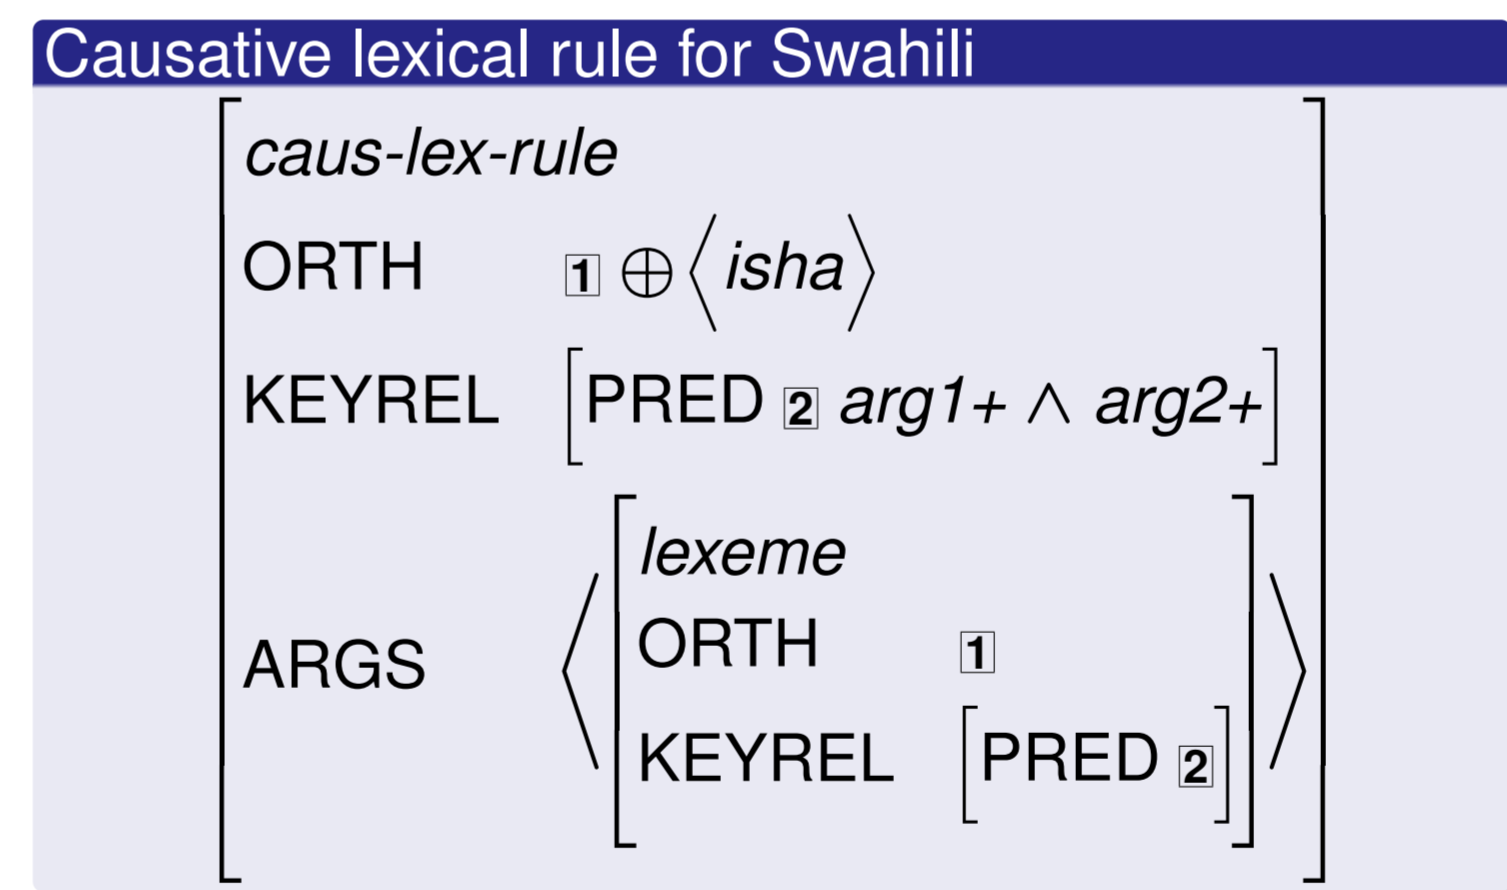 Causative lexical rule for Swahili
caus-lex-rule
ORTH 1 ⊕ ⟨ isha ⟩
KEYREL [ PRED 2 arg1+ ∧ arg2+ ]
lexeme
ORTH 1
ARGS
KEYREL [ PRED 2 ]